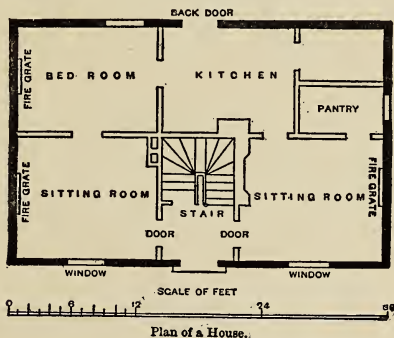 BACK DOOR
FIRE GRATE
BED ROOM
KITCHEN
PANTRY
FIRE GRATE
SITTING ROOM
SITTING ROOM
FIRE GRATE
STAIR
DOOR
DOOR
WINDOW
WINDOW
SCALE OF FEET
0 6 12 24 36
Plan of a House.